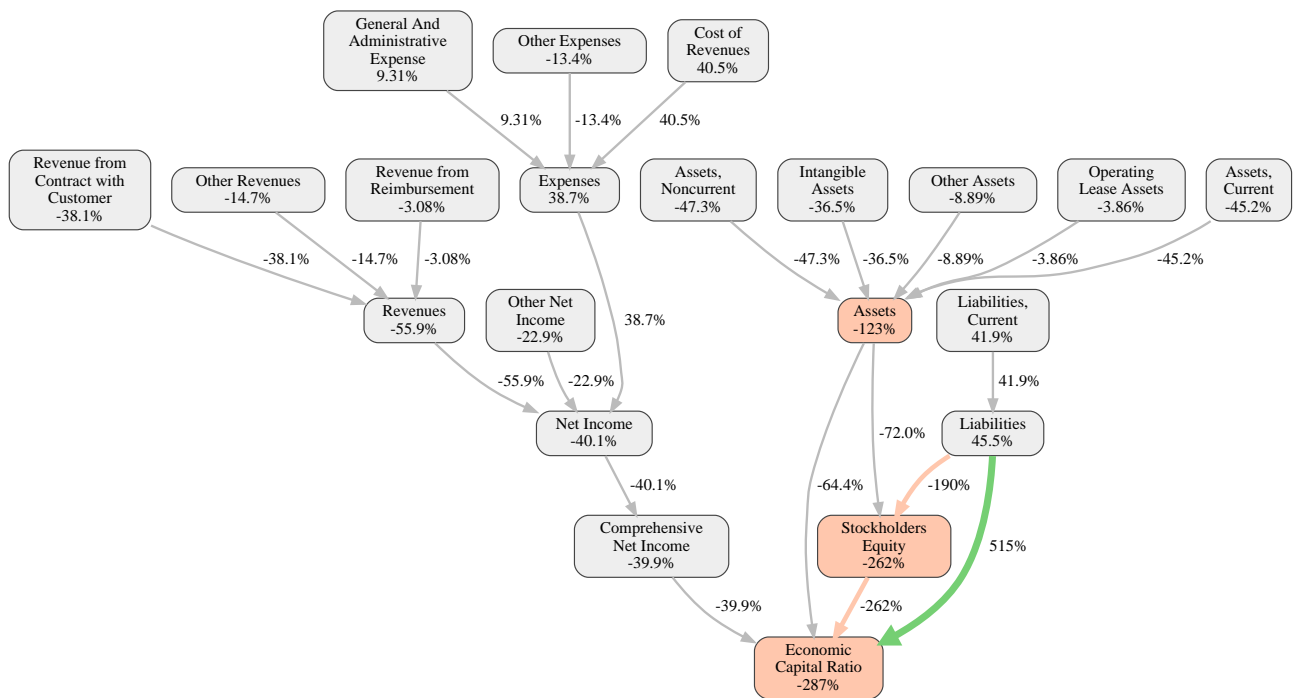 General And
Administrative
Expense
9.31%
Other Expenses
-13.4%
Cost of
Revenues
40.5%
9.31%
-13.4%
40.5%
Revenue from
Contract with
Customer
-38.1%
Other Revenues
-14.7%
Revenue from
Reimbursement
-3.08%
Expenses
38.7%
Assets,
Noncurrent
-47.3%
Intangible
Assets
-36.5%
Other Assets
-8.89%
Operating
Lease Assets
-3.86%
Assets,
Current
-45.2%
-38.1%
-14.7%
-3.08%
-47.3%
-36.5%
-8.89%
-3.86%
-45.2%
Revenues
-55.9%
Other Net
Income
-22.9%
38.7%
Assets
-123%
Liabilities,
Current
41.9%
-55.9%
-22.9%
41.9%
Net Income
-40.1%
-72.0%
Liabilities
45.5%
-40.1%
-64.4%
-190%
Comprehensive
Net Income
-39.9%
Stockholders
Equity
-262%
515%
-39.9%
-262%
Economic
Capital Ratio
-287%